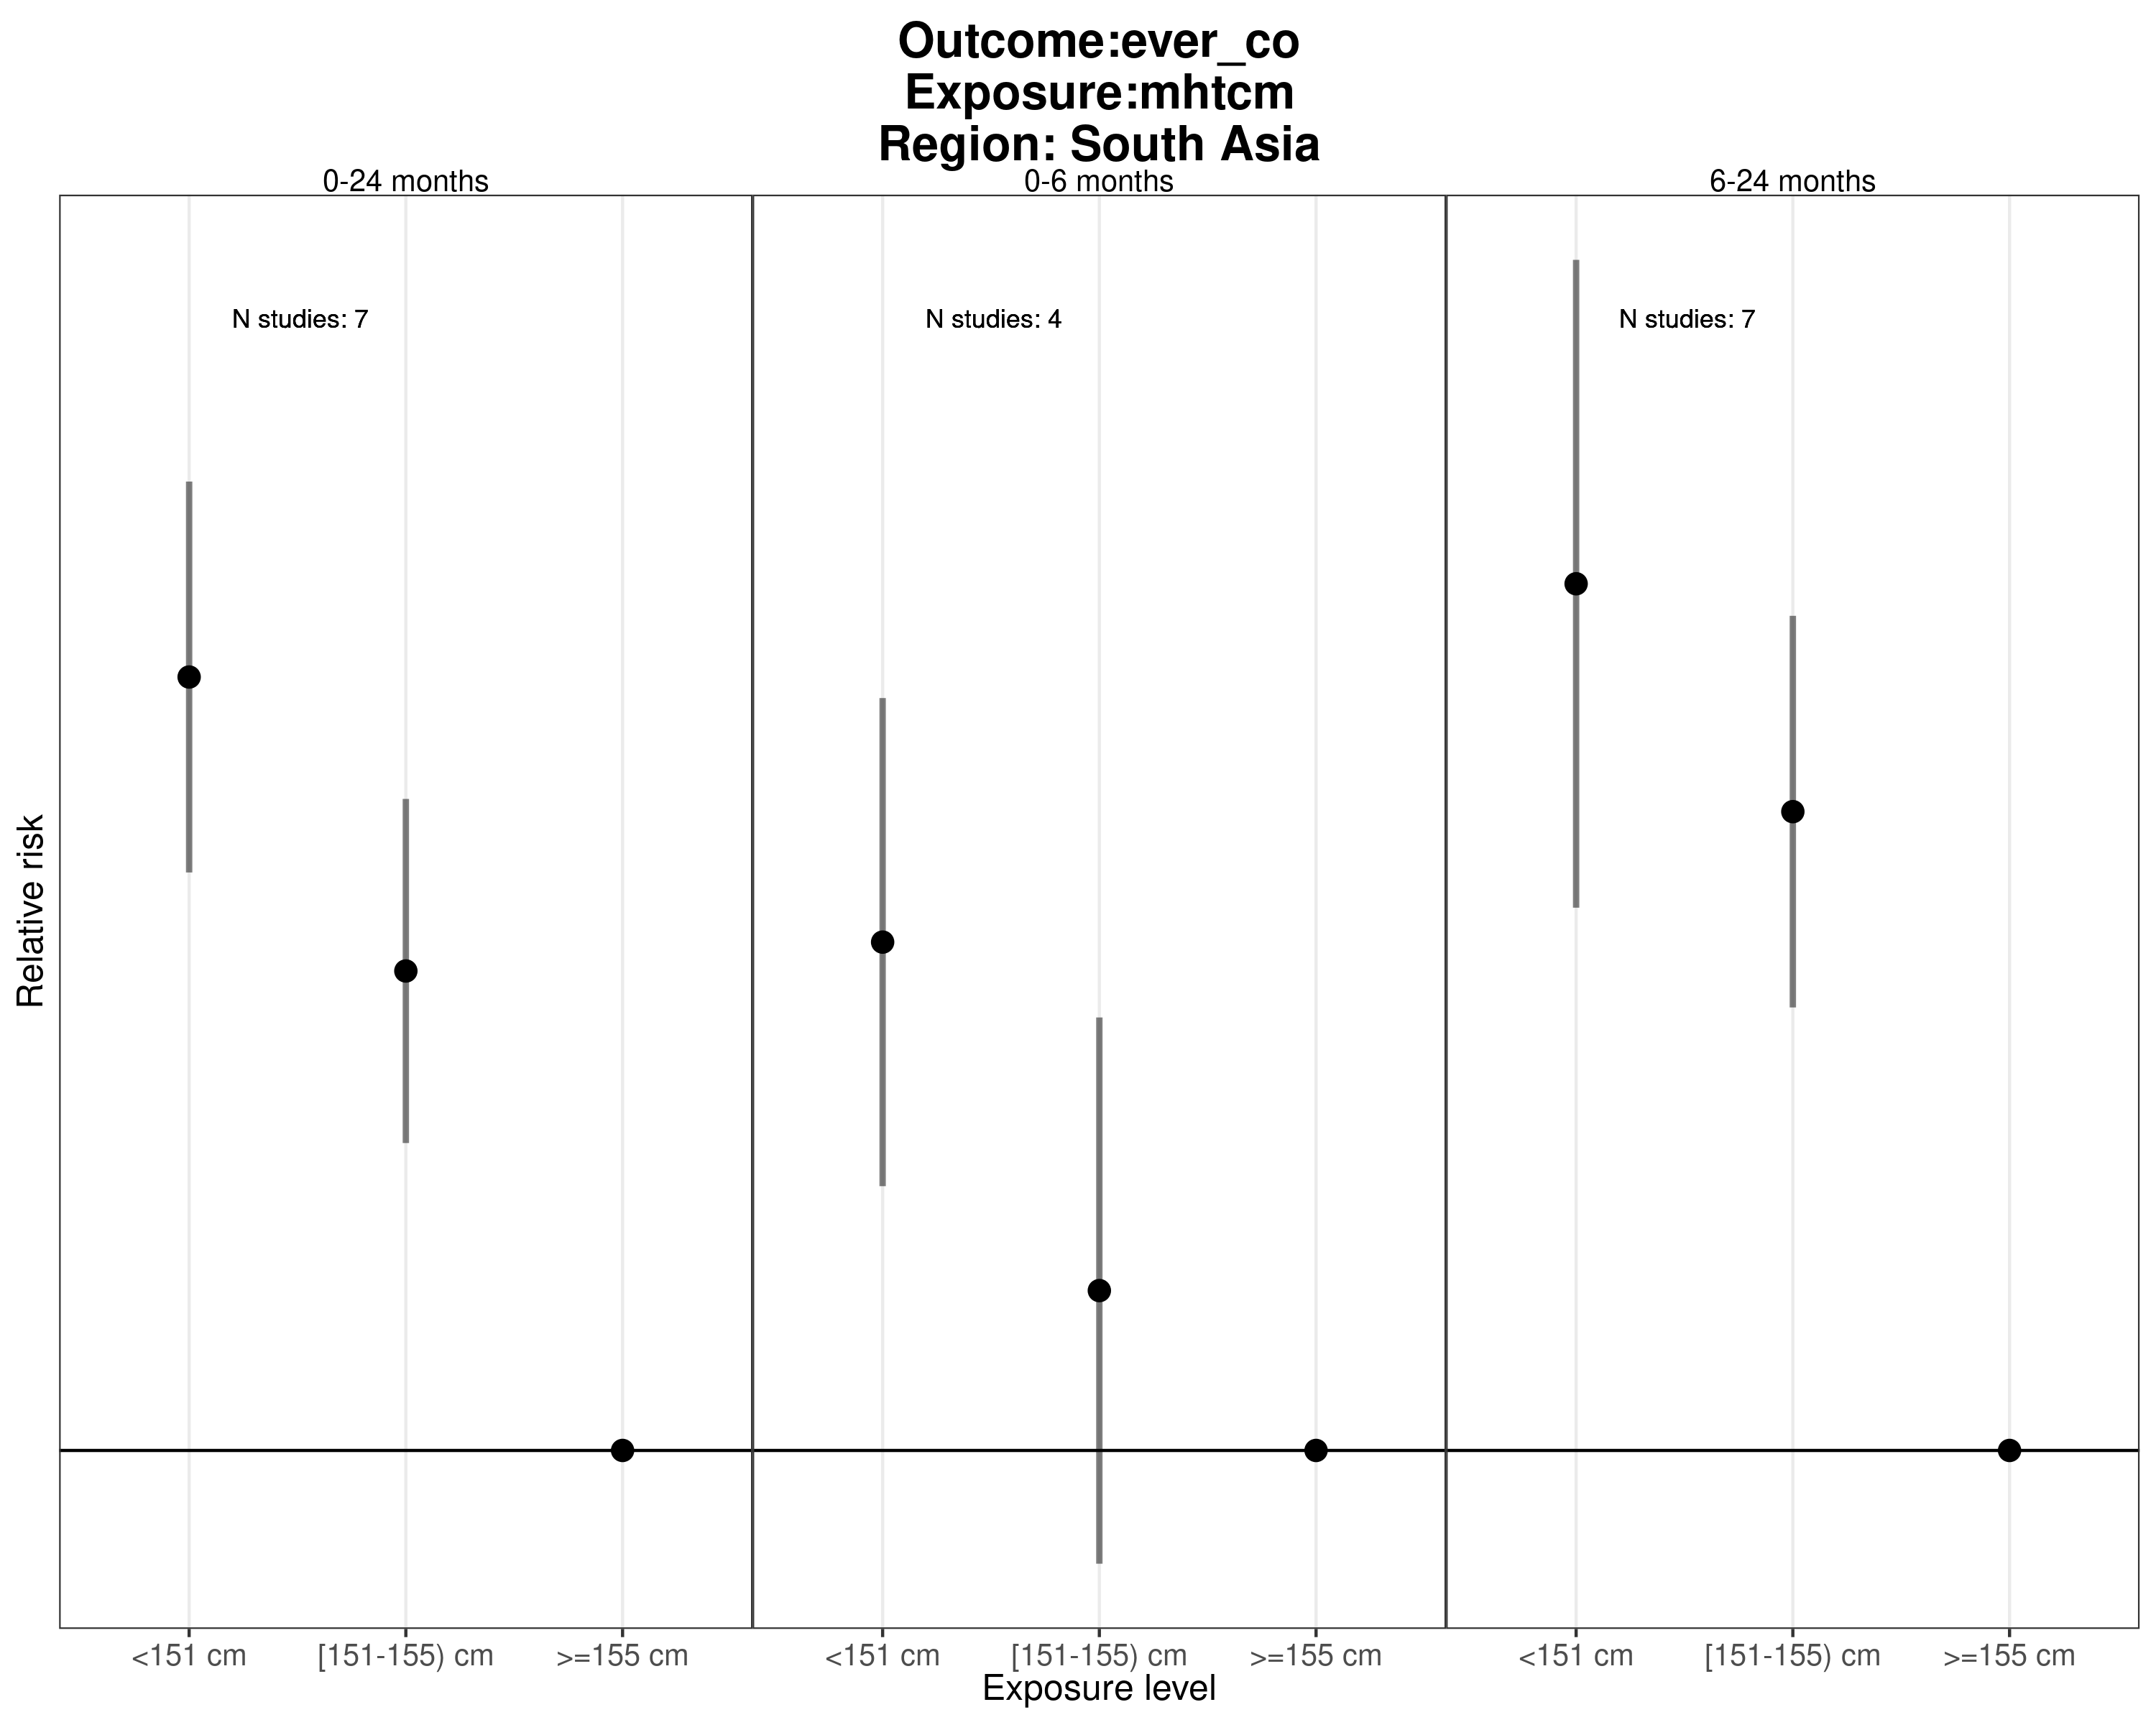 Outcome:ever_co
Exposure:mhtcm
Region: South Asia
0-24 months
0-6 months
6-24 months
N studies: 7
N studies: 4
N studies: 7
Relative risk
<151 cm
[151-155) cm
>=155 cm
<151 cm
[151-155) cm
>=155 cm
<151 cm
[151-155) cm
>=155 cm
Exposure level